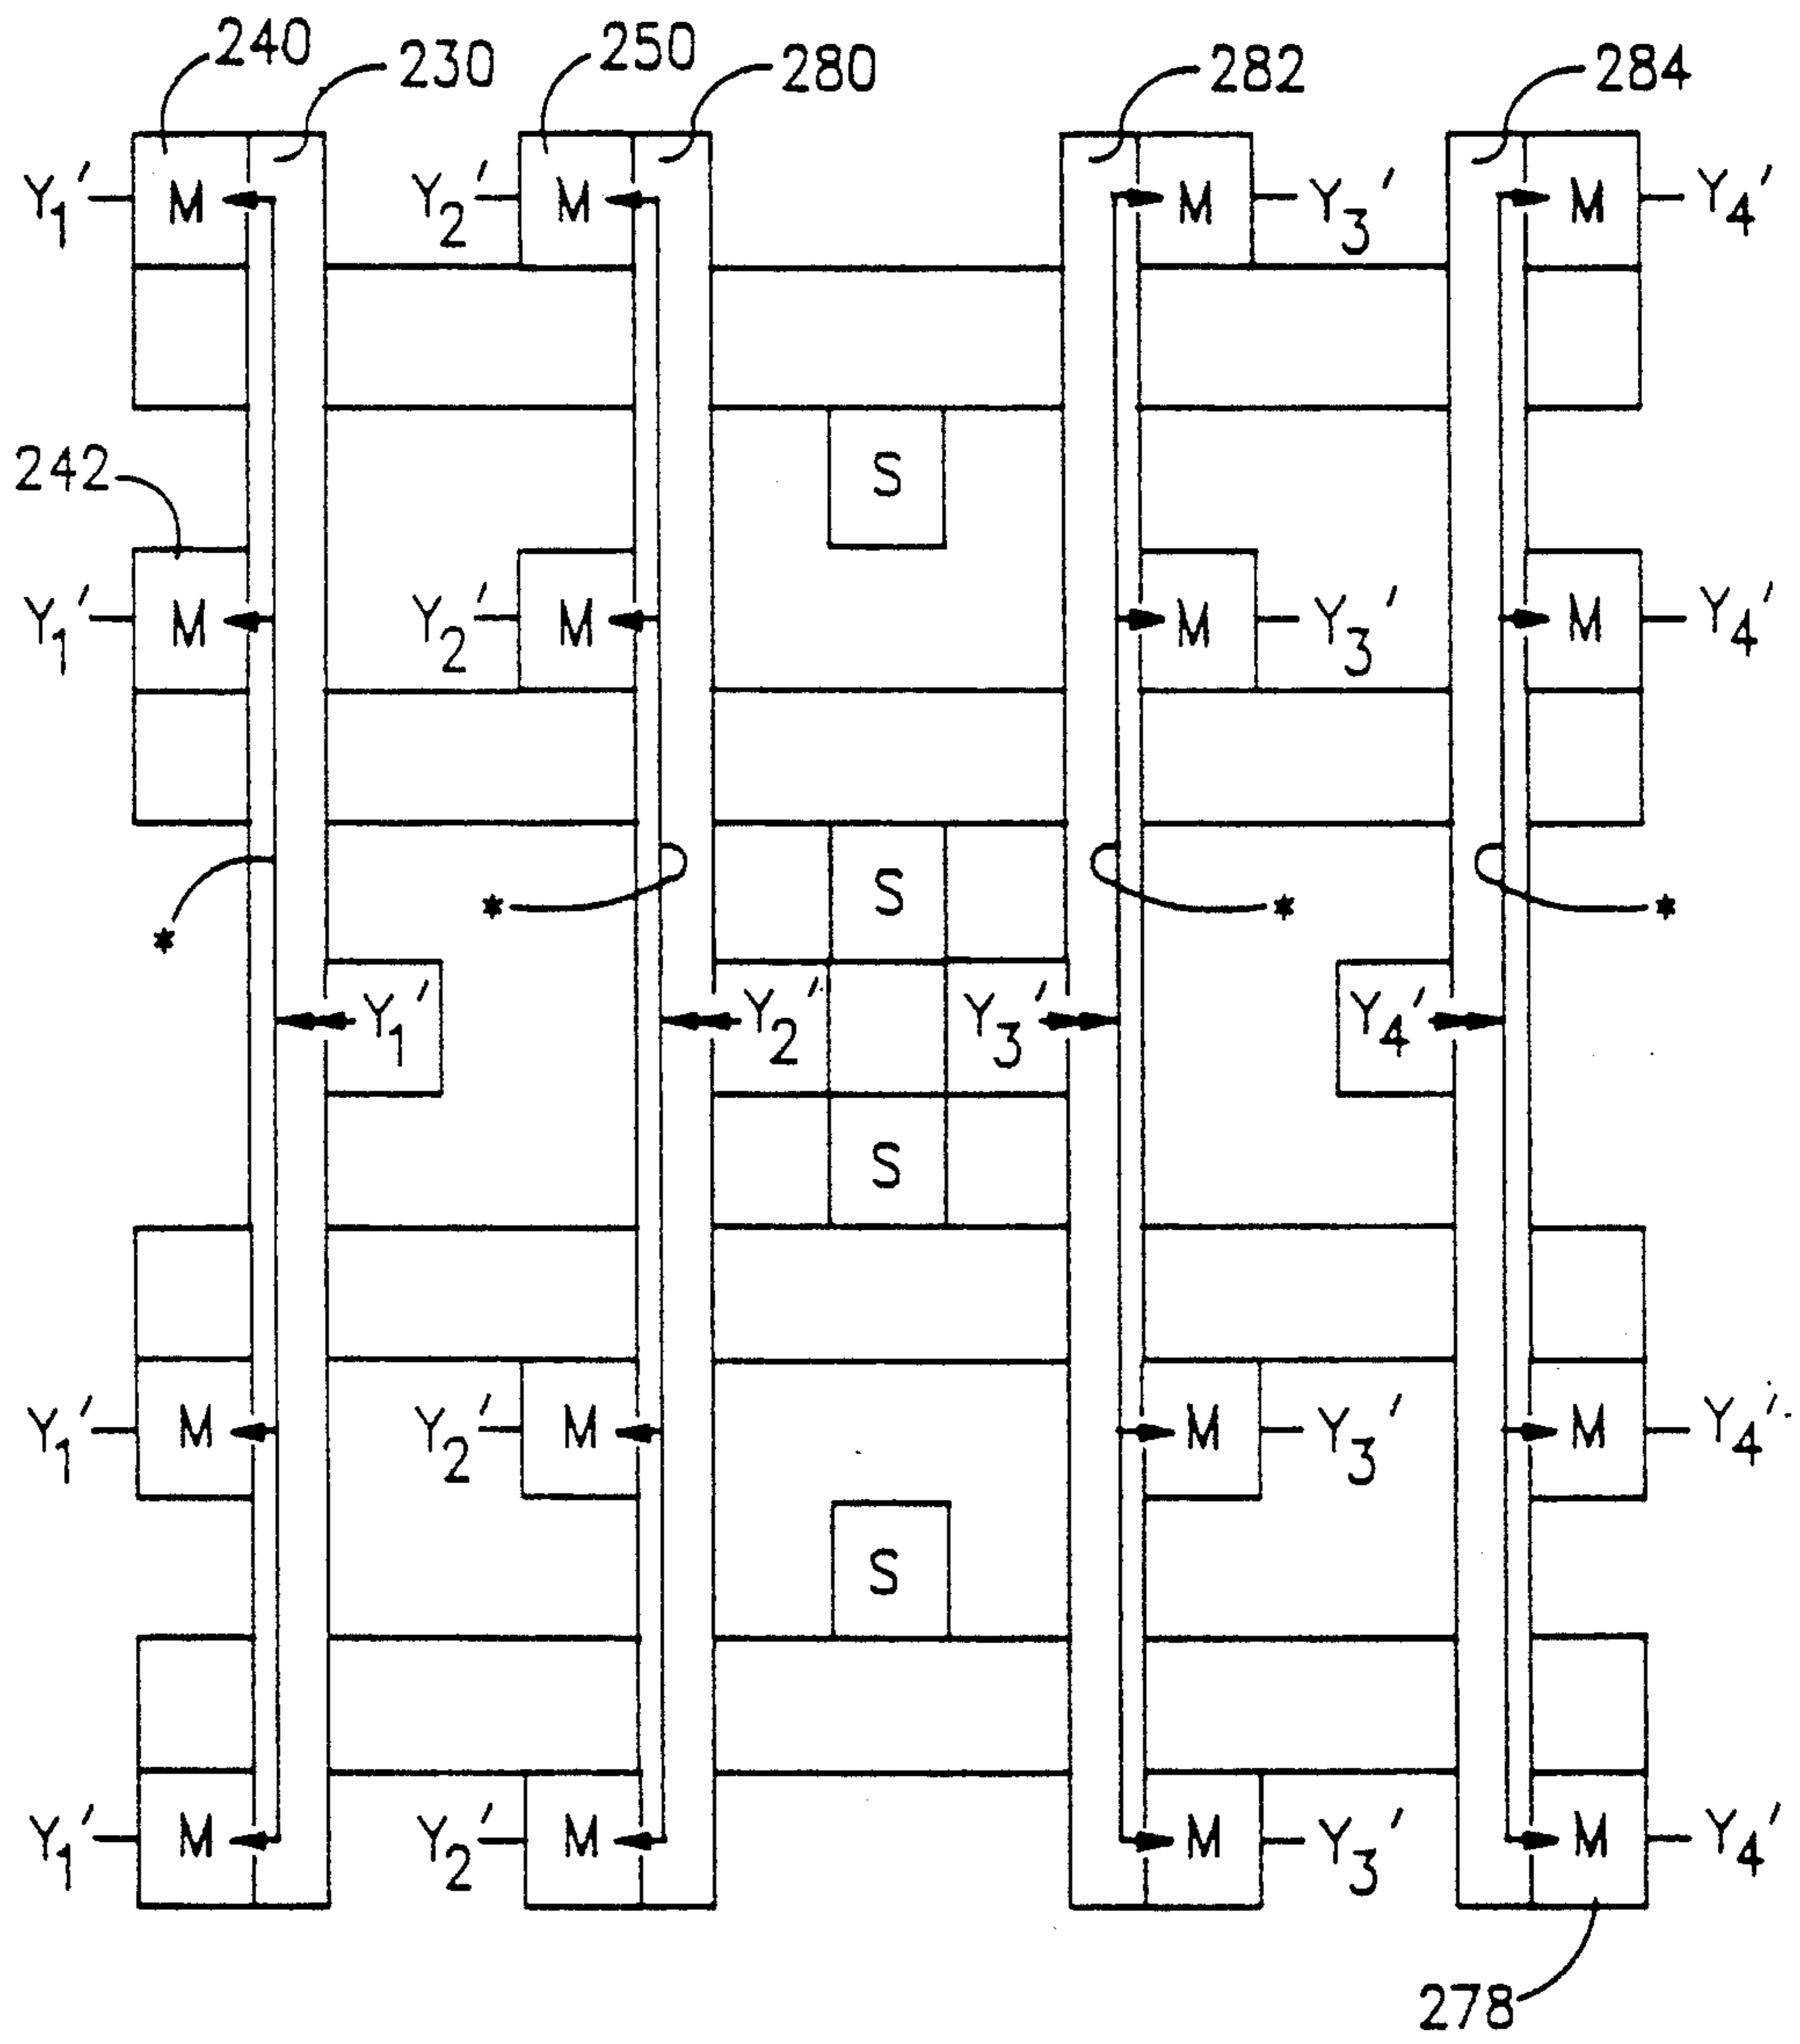 240 230 250 280 282 284
Y1' M Y2' M M Y3' M Y4'
S
242
Y1' M Y2' M M Y3' M Y4'
S
* * * *
Y1' Y2' Y3' Y4'
S
Y1' M Y2' M M Y3' M Y4'
S
Y1' M Y2' M M Y3' M Y4'
278